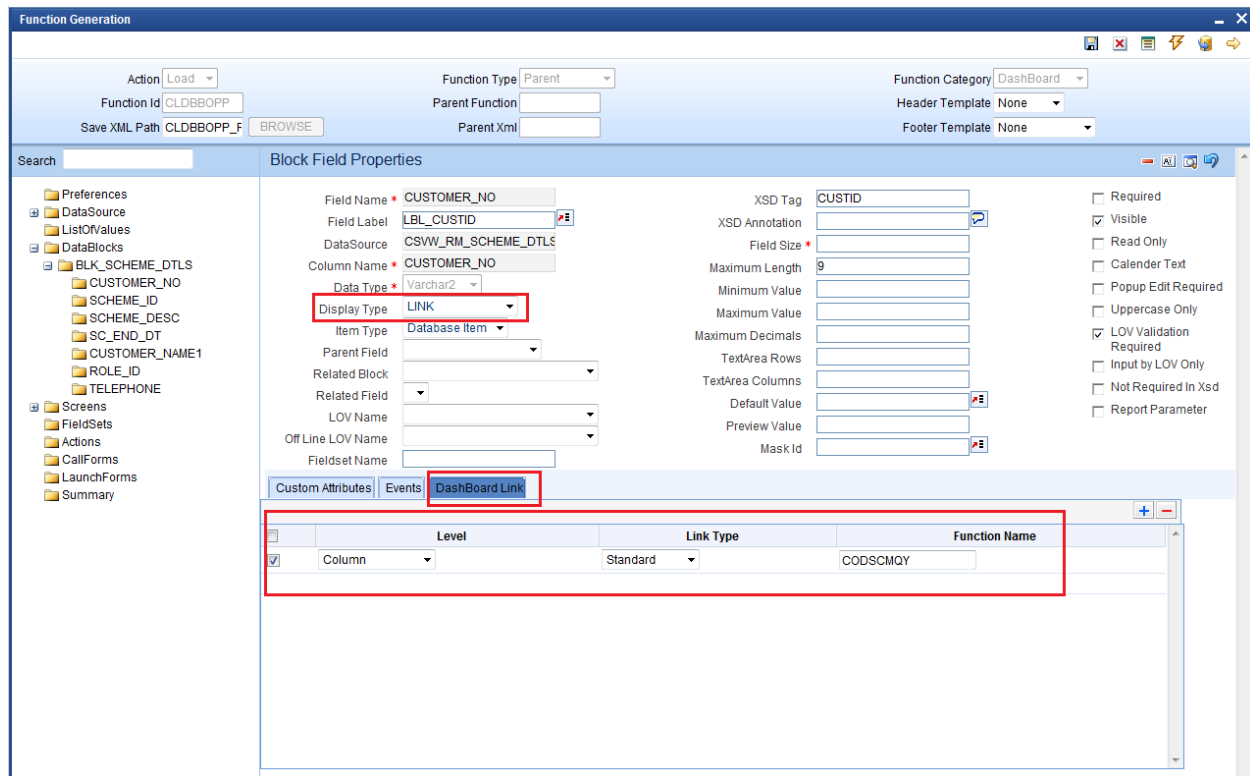 Function Generation
Action Load Function Type Parent Function Category DashBoard
Function Id CLDBBOPP Parent Function Header Template None
Save XML Path CLDBBOPP_F BROWSE Parent Xml Footer Template None
Search Block Field Properties
Preferences
DataSource
ListOfValues
DataBlocks
BLK_SCHEME_DTLS
CUSTOMER_NO
SCHEME_ID
SCHEME_DESC
SC_END_DT
CUSTOMER_NAME1
ROLE_ID
TELEPHONE
Screens
FieldSets
Actions
CallForms
LaunchForms
Summary
Field Name * CUSTOMER_NO
Field Label LBL_CUSTID
DataSource CSVW_RM_SCHEME_DTLS
Column Name * CUSTOMER_NO
Data Type * Varchar2
Display Type LINK
Item Type Database Item
Parent Field
Related Block
Related Field
LOV Name
Off Line LOV Name
Fieldset Name
XSD Tag CUSTID
XSD Annotation
Field Size *
Maximum Length 9
Minimum Value
Maximum Value
Maximum Decimals
TextArea Rows
TextArea Columns
Default Value
Preview Value
Mask Id
Required
Visible
Read Only
Calender Text
Popup Edit Required
Uppercase Only
LOV Validation
Required
Input by LOV Only
Not Required In Xsd
Report Parameter
Custom Attributes Events DashBoard Link
Level Link Type Function Name
Column Standard CODSCMQY